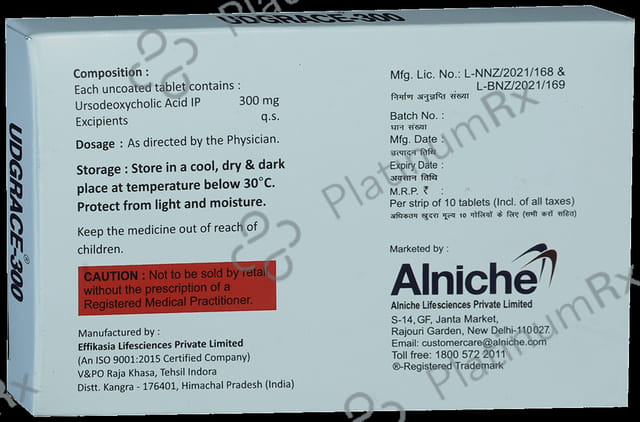 UDGRACE-300
Composition :
Each uncoated tablet contains :
Ursodeoxycholic Acid IP 300 mg
Excipients q.s.
Dosage : As directed by the Physician.
Storage : Store in a cool, dry & dark
place at temperature below 30°C.
Protect from light and moisture.
Keep the medicine out of reach of
children.
CAUTION : Not to be sold by retail
without the prescription of a
Registered Medical Practitioner.
Manufactured by :
Effikasia Lifesciences Private Limited
(An ISO 9001:2015 Certified Company)
V&PO Raja Khasa, Tehsil Indora
Distt. Kangra - 176401, Himachal Pradesh (India)
Mfg. Lic. No.: L-NNZ/2021/168 &
L-BNZ/2021/169
निर्माण अनुज्ञप्ति संख्या
Batch No. :
घान संख्या
Mfg. Date :
उत्पादन तिथि
Expiry Date :
अवसान तिथि
M.R.P. ₹ :
Per strip of 10 tablets (Incl. of all taxes)
अधिकतम खुदरा मूल्य 10 गोलियों के लिए (सभी करों सहित)
Marketed by :
Alniche
Alniche Lifesciences Private Limited
S-14, GF, Janta Market,
Rajouri Garden, New Delhi-110027.
Email: customercare@alniche.com
Toll free: 1800 572 2011
®-Registered Trademark
UDGRACE®-300
PlatinumRx
PlatinumRx
PlatinumRx